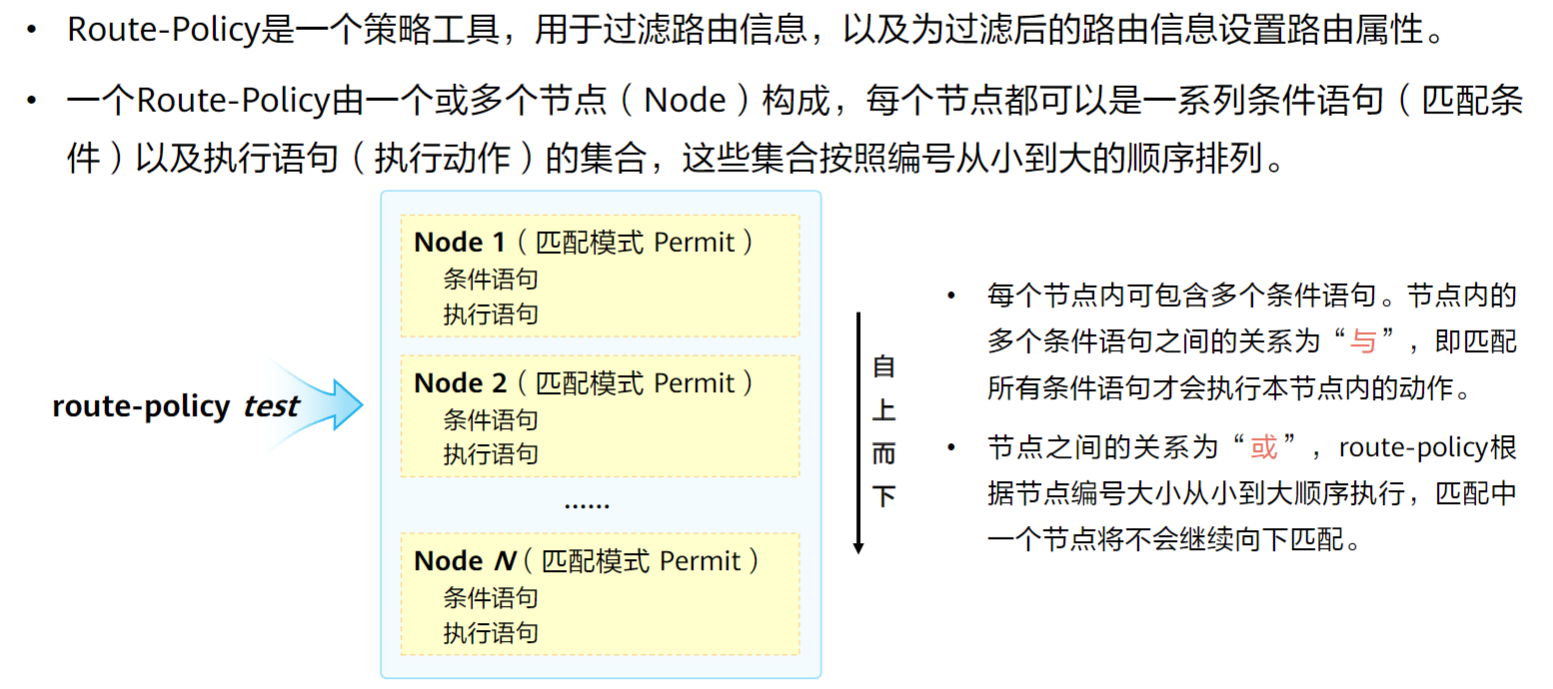 • Route-Policy是一个策略工具，用于过滤路由信息，以及为过滤后的路由信息设置路由属性。
• 一个Route-Policy由一个或多个节点（Node）构成，每个节点都可以是一系列条件语句（匹配条
件）以及执行语句（执行动作）的集合，这些集合按照编号从小到大的顺序排列。
route-policy test
Node 1（匹配模式 Permit）
条件语句
执行语句
Node 2（匹配模式 Permit）
条件语句
执行语句
……
Node N（匹配模式 Permit）
条件语句
执行语句
自
上
而
下
• 每个节点内可包含多个条件语句。节点内的
多个条件语句之间的关系为“与”，即匹配
所有条件语句才会执行本节点内的动作。
• 节点之间的关系为“或”，route-policy根
据节点编号大小从小到大顺序执行，匹配中
一个节点将不会继续向下匹配。